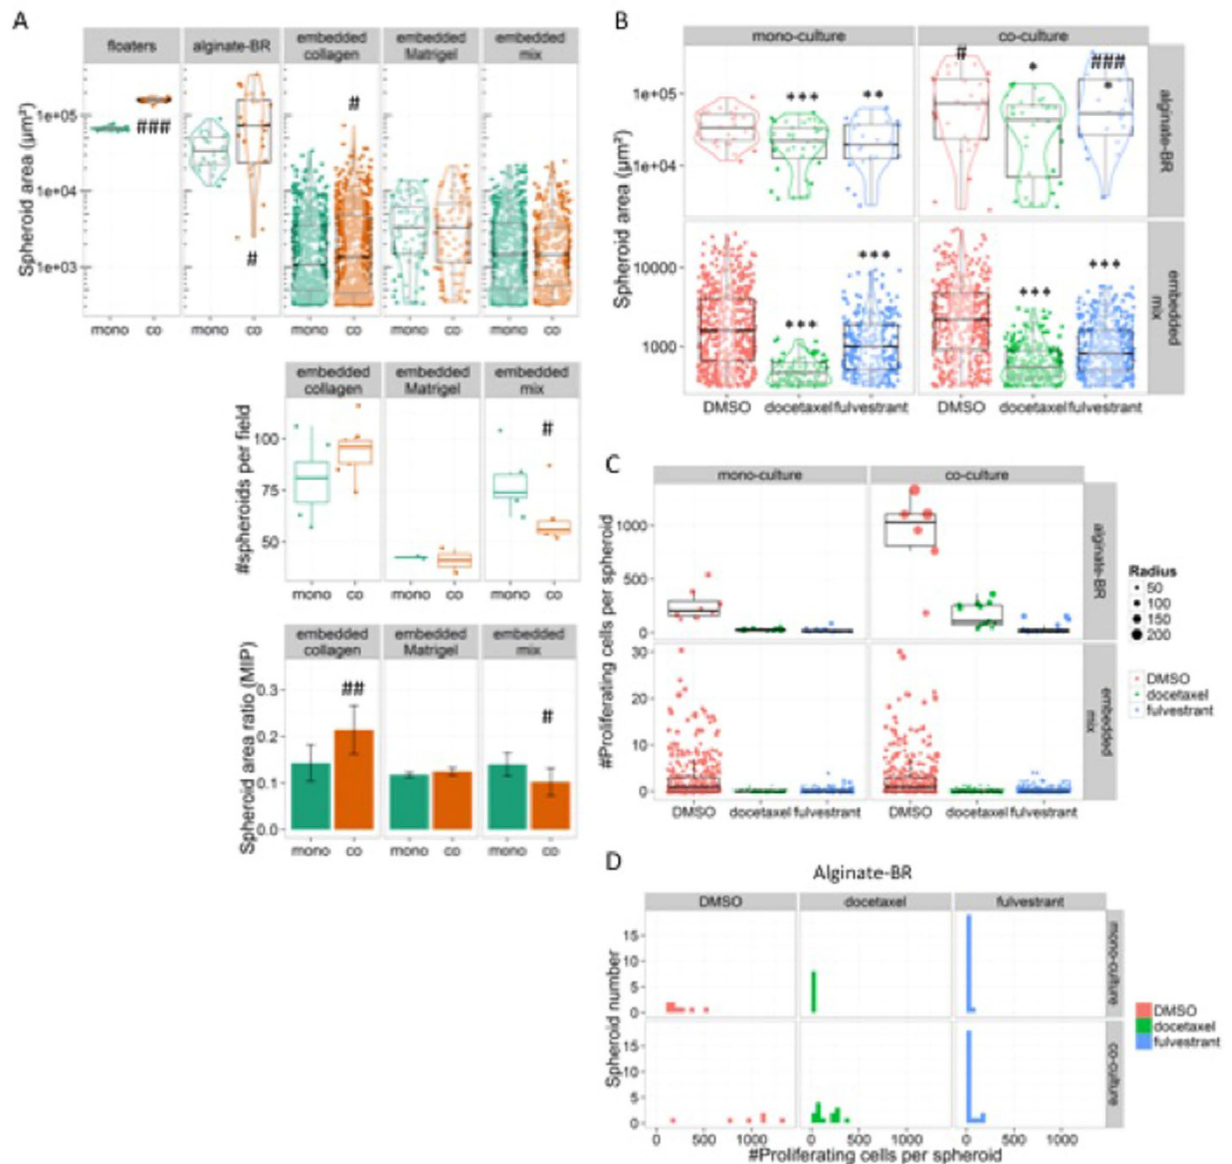 A
floaters
alginate-BR
embedded collagen
embedded Matrigel
embedded mix
Spheroid area (µm²)
1e+05
1e+04
1e+03
###
#
#
mono co mono co mono co mono co mono co
embedded collagen
embedded Matrigel
embedded mix
#spheroids per field
100
75
50
#
mono co mono co mono co
embedded collagen
embedded Matrigel
embedded mix
Spheroid area ratio (MIP)
0.3
0.2
0.1
0.0
##
#
mono co mono co mono co
B
mono-culture
co-culture
Spheroid area (µm²)
1e+05
1e+04
*** ** # * ### *
alginate-BR
10000
1000
*** *** *** ***
embedded mix
DMSO docetaxel fulvestrant DMSO docetaxel fulvestrant
C
mono-culture
co-culture
#Proliferating cells per spheroid
1000
500
0
alginate-BR
30
20
10
0
embedded mix
DMSO docetaxel fulvestrant DMSO docetaxel fulvestrant
Radius
50
100
150
200
DMSO
docetaxel
fulvestrant
D
Alginate-BR
DMSO
docetaxel
fulvestrant
Spheroid number
15
10
5
0
mono-culture
15
10
5
0
co-culture
0 500 1000 0 500 1000 0 500 1000
#Proliferating cells per spheroid
DMSO
docetaxel
fulvestrant